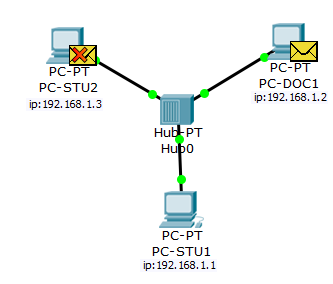 PC-PT
PC-STU2
ip:192.168.1.3
PC-PT
PC-DOC1
ip:192.168.1.2
Hub-PT
Hub0
PC-PT
PC-STU1
ip:192.168.1.1